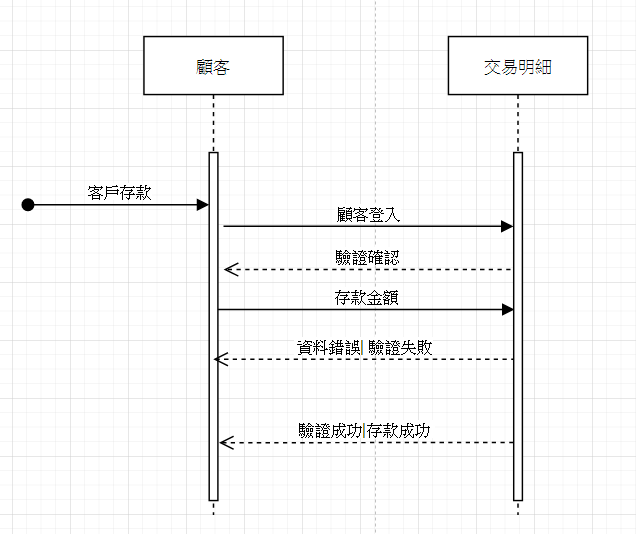 顧客
交易明細
客戶存款
顧客登入
驗證確認
存款金額
資料錯誤| 驗證失敗
驗證成功|存款成功